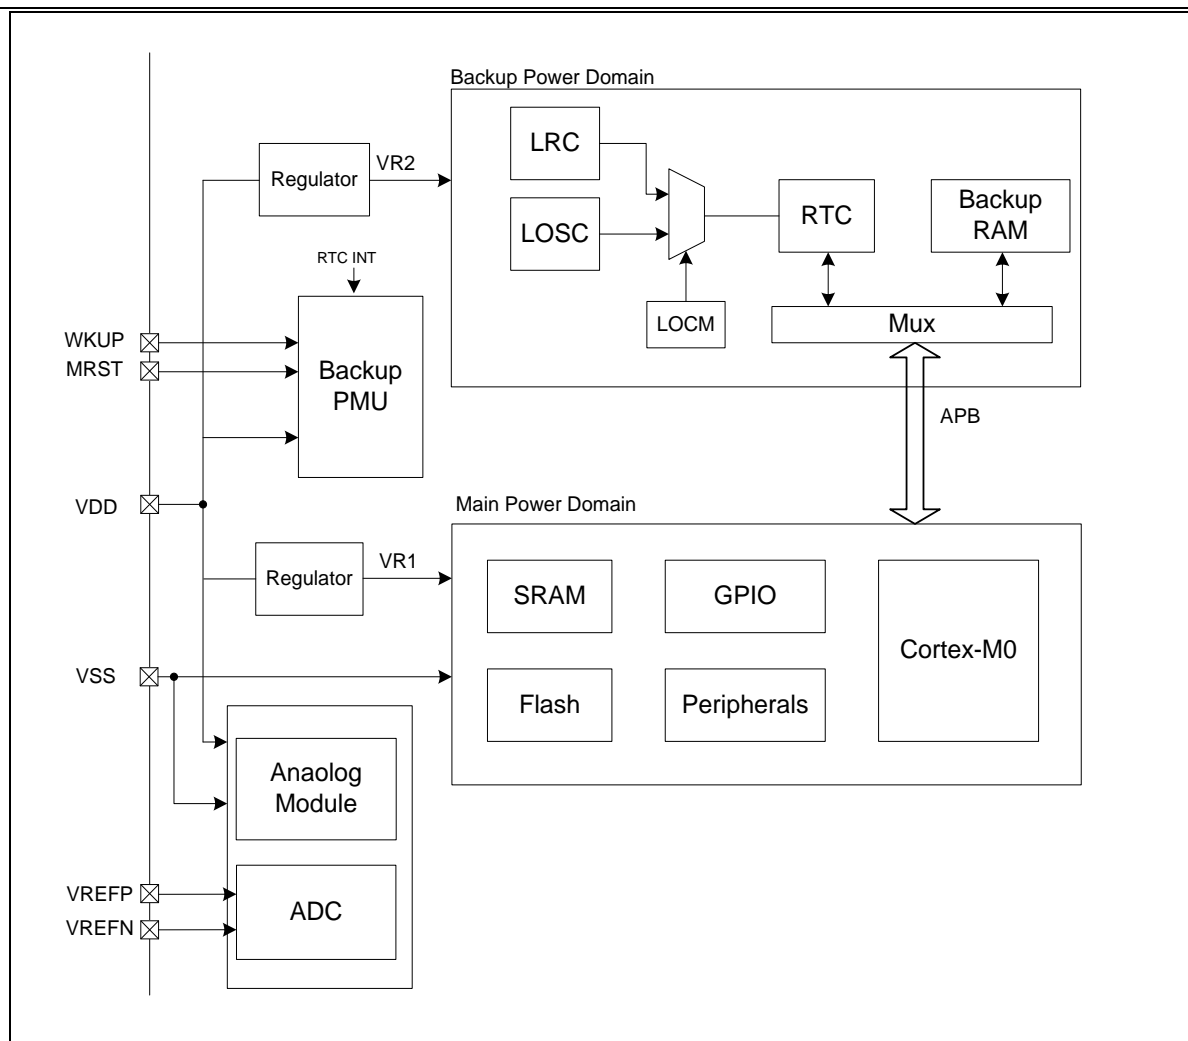 Backup Power Domain
LRC
VR2
Regulator
RTC
Backup
RAM
LOSC
RTC INT
LOCM
Mux
WKUP
MRST
Backup
PMU
APB
VDD
Main Power Domain
VR1
Regulator
SRAM
GPIO
Cortex-M0
VSS
Flash
Peripherals
Anaolog
Module
VREFP
ADC
VREFN